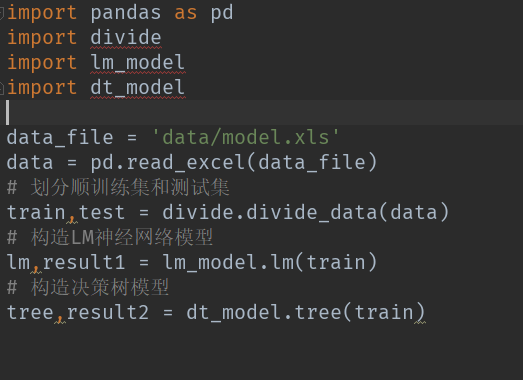 import pandas as pd
import divide
import lm_model
import dt_model
data_file = 'data/model.xls'
data = pd.read_excel(data_file)
# 划分顺训练集和测试集
train,test = divide.divide_data(data)
# 构造LM神经网络模型
lm,result1 = lm_model.lm(train)
# 构造决策树模型
tree,result2 = dt_model.tree(train)